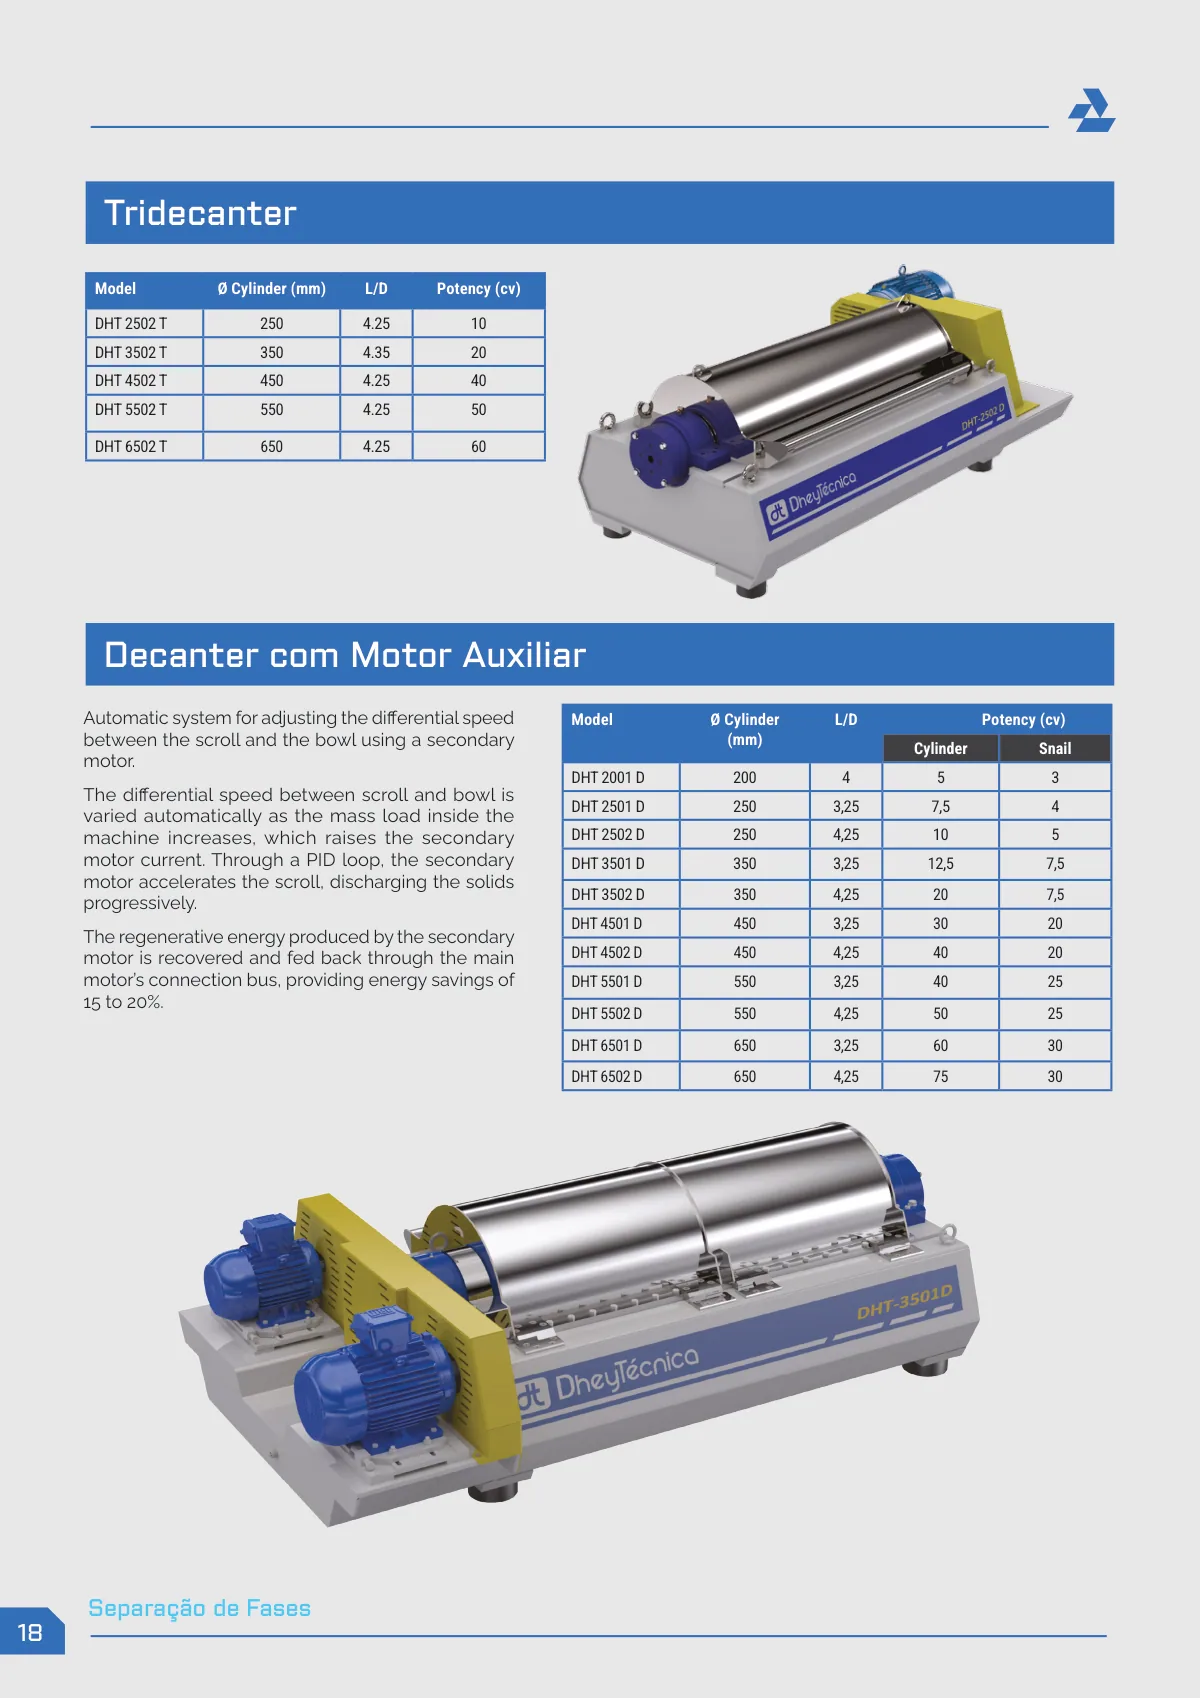 Tridecanter
Model Ø Cylinder (mm) L/D Potency (cv)
DHT 2502 T 250 4.25 10
DHT 3502 T 350 4.35 20
DHT 4502 T 450 4.25 40
DHT 5502 T 550 4.25 50
DHT 6502 T 650 4.25 60
DHT-2502 D
dt DheyTécnica
Decanter com Motor Auxiliar
Automatic system for adjusting the differential speed
between the scroll and the bowl using a secondary
motor.
The differential speed between scroll and bowl is
varied automatically as the mass load inside the
machine increases, which raises the secondary
motor current. Through a PID loop, the secondary
motor accelerates the scroll, discharging the solids
progressively.
The regenerative energy produced by the secondary
motor is recovered and fed back through the main
motor's connection bus, providing energy savings of
15 to 20%.
Model Ø Cylinder L/D Potency (cv)
(mm)
Cylinder Snail
DHT 2001 D 200 4 5 3
DHT 2501 D 250 3,25 7,5 4
DHT 2502 D 250 4,25 10 5
DHT 3501 D 350 3,25 12,5 7,5
DHT 3502 D 350 4,25 20 7,5
DHT 4501 D 450 3,25 30 20
DHT 4502 D 450 4,25 40 20
DHT 5501 D 550 3,25 40 25
DHT 5502 D 550 4,25 50 25
DHT 6501 D 650 3,25 60 30
DHT 6502 D 650 4,25 75 30
DHT-3501D
dt DheyTécnica
Separação de Fases
18